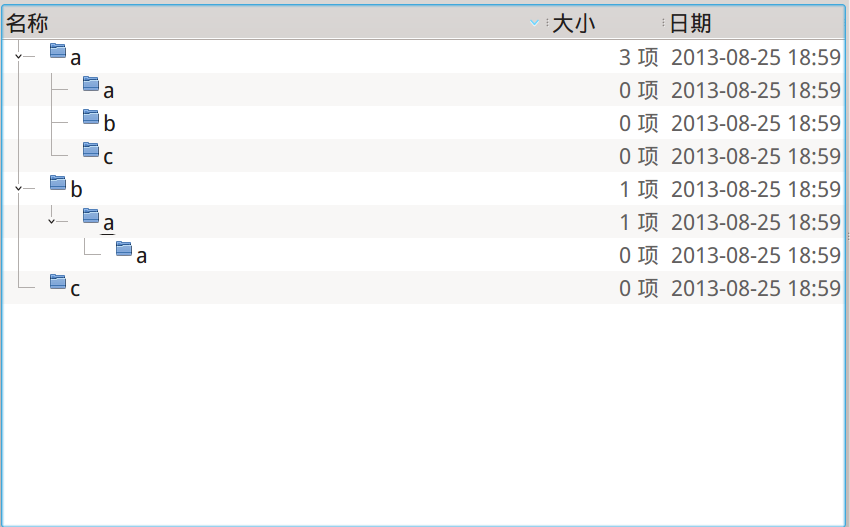 名称 大小 日期
a 3 项 2013-08-25 18:59
a 0 项 2013-08-25 18:59
b 0 项 2013-08-25 18:59
c 0 项 2013-08-25 18:59
b 1 项 2013-08-25 18:59
a 1 项 2013-08-25 18:59
a 0 项 2013-08-25 18:59
c 0 项 2013-08-25 18:59